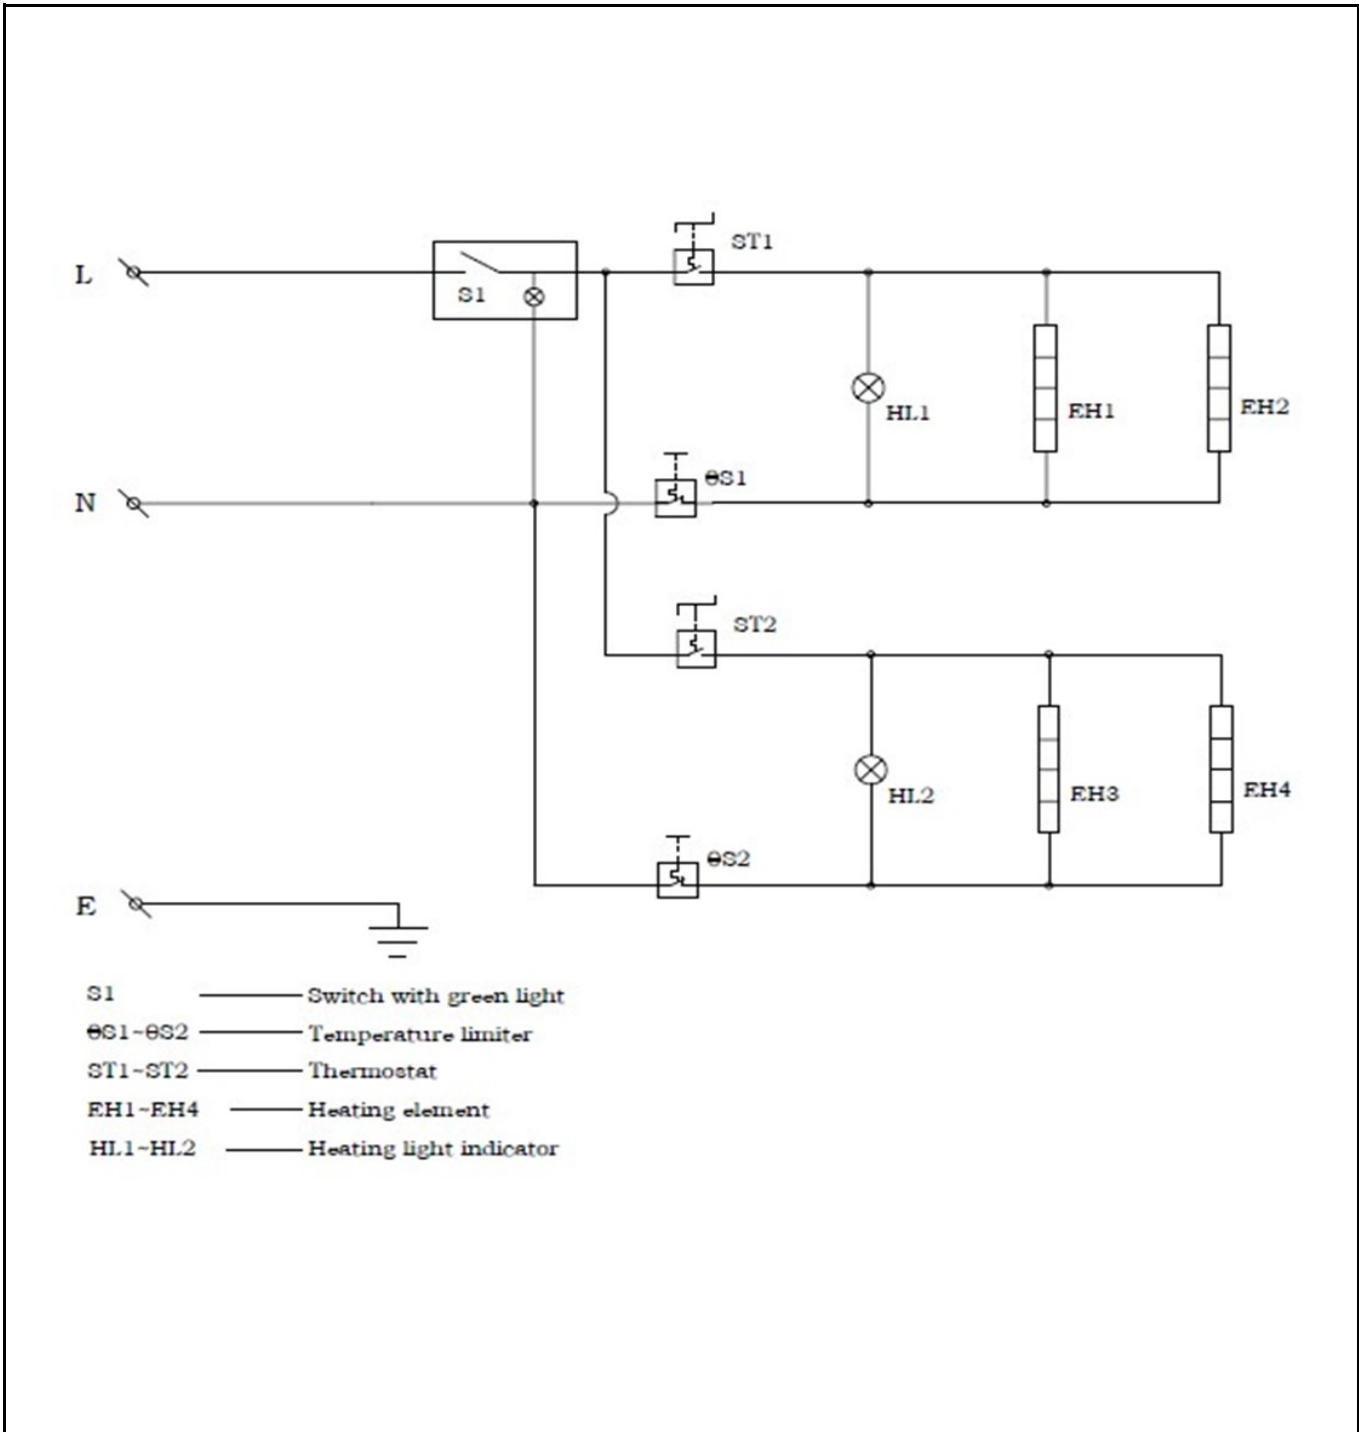 ST1
L
S1
HL1
EH1
EH2
θS1
N
ST2
HL2
EH3
EH4
θS2
E
S1 Switch with green light
θS1~θS2 Temperature limiter
ST1~ST2 Thermostat
EH1~EH4 Heating element
HL1~HL2 Heating light indicator